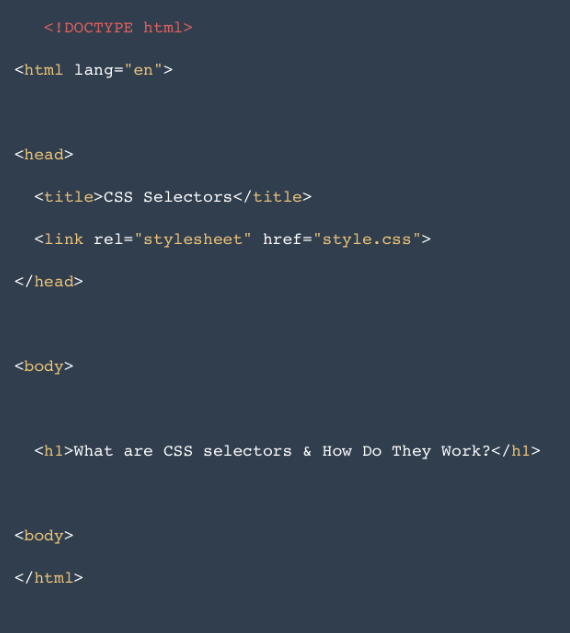 <!DOCTYPE html>
<html lang="en">
<head>
<title>CSS Selectors</title>
<link rel="stylesheet" href="style.css">
</head>
<body>
<h1>What are CSS selectors & How Do They Work?</h1>
<body>
</html>